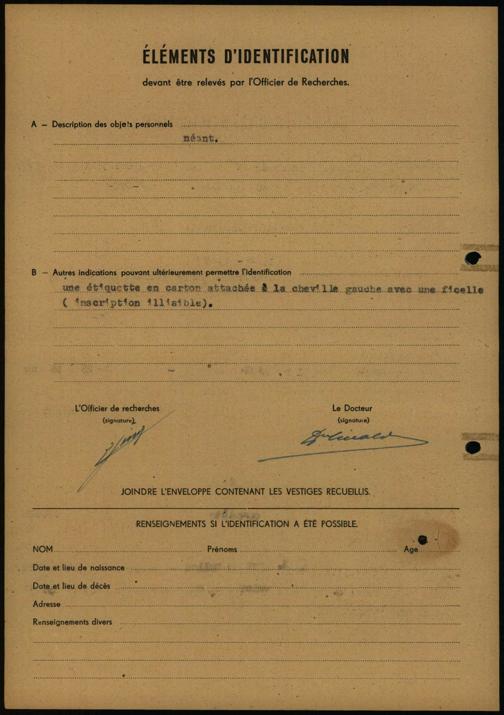 ÉLÉMENTS D'IDENTIFICATION
devant être relevés par l'Officier de Recherches.
A – Description des objets personnels
néant.
B – Autres indications pouvant ultérieurement permettre l'identification
une étiquette en carton attachée à la cheville gauche avec une ficelle
( inscription illisible).
L'Officier de recherches
(signature)
Le Docteur
(signature)
JOINDRE L'ENVELOPPE CONTENANT LES VESTIGES RECUEILLIS.
RENSEIGNEMENTS SI L'IDENTIFICATION A ÉTÉ POSSIBLE.
NOM Prénoms Age
Date et lieu de naissance
Date et lieu de décès
Adresse
Renseignements divers